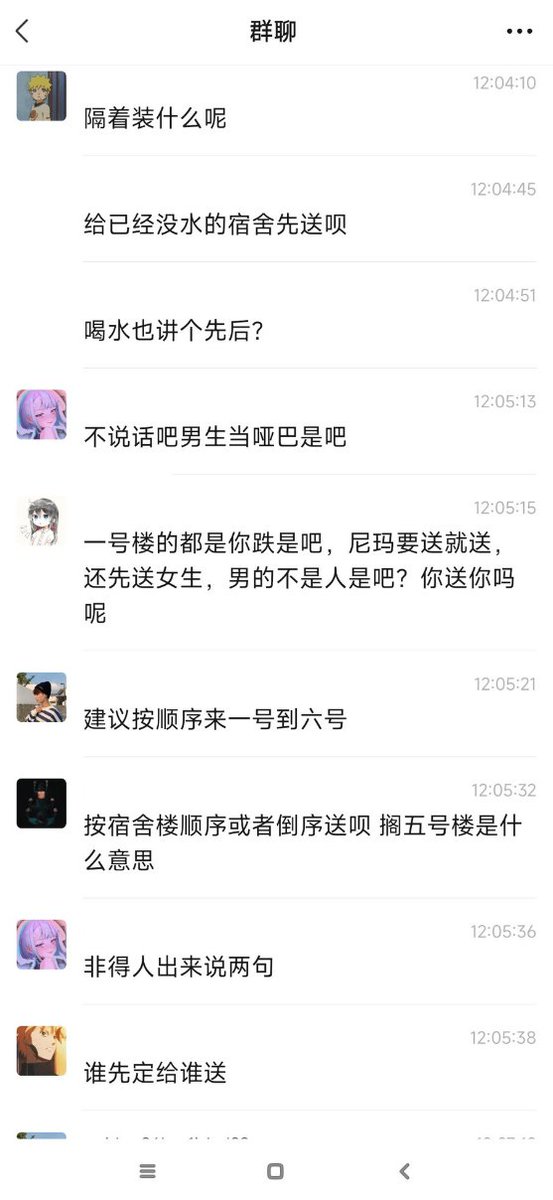 群聊
12:04:10
隔着装什么呢
12:04:45
给已经没水的宿舍先送呗
12:04:51
喝水也讲个先后？
12:05:13
不说话吧男生当哑巴是吧
12:05:15
一号楼的都是你跌是吧，尼玛要送就送，
还先送女生，男的不是人是吧？你送你吗
呢
12:05:21
建议按顺序来一号到六号
12:05:32
按宿舍楼顺序或者倒序送呗 搁五号楼是什
么意思
12:05:36
非得人出来说两句
12:05:38
谁先定给谁送